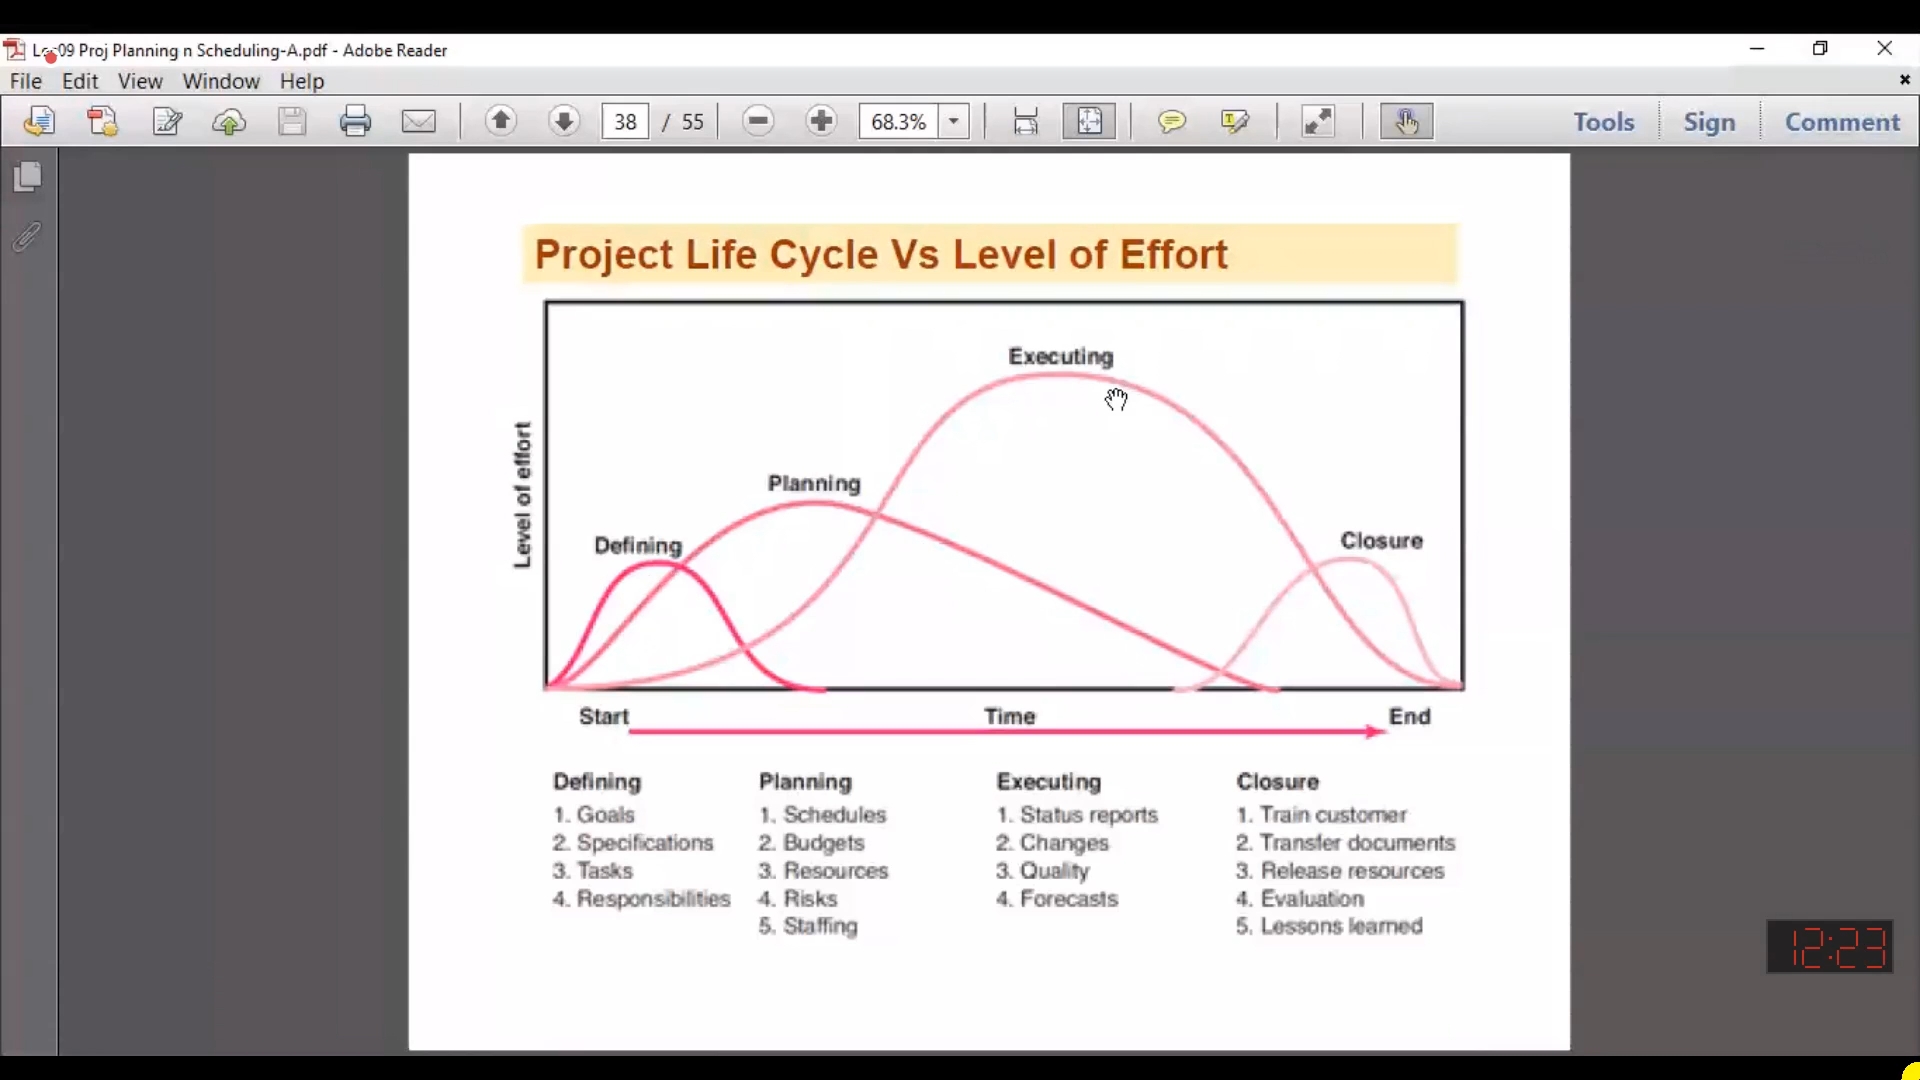 Lec09 Proj Planning n Scheduling-A.pdf - Adobe Reader
File Edit View Window Help
38 / 55 68.3% Tools Sign Comment
Project Life Cycle Vs Level of Effort
Executing
Planning
Defining
Closure
Level of effort
Start Time End
Defining Planning Executing Closure
1. Goals 1. Schedules 1. Status reports 1. Train customer
2. Specifications 2. Budgets 2. Changes 2. Transfer documents
3. Tasks 3. Resources 3. Quality 3. Release resources
4. Responsibilities 4. Risks 4. Forecasts 4. Evaluation
5. Staffing 5. Lessons learned
12:23